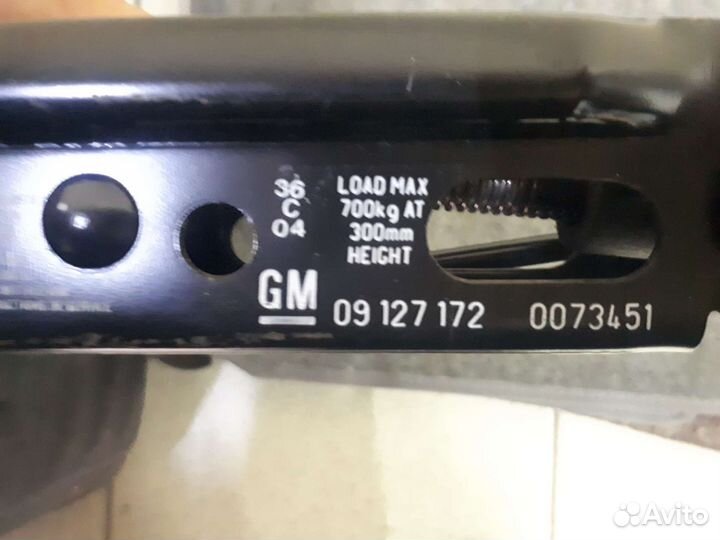 36
C
04
LOAD MAX
700kg AT
300mm
HEIGHT
GM
09 127 172
0073451
Avito